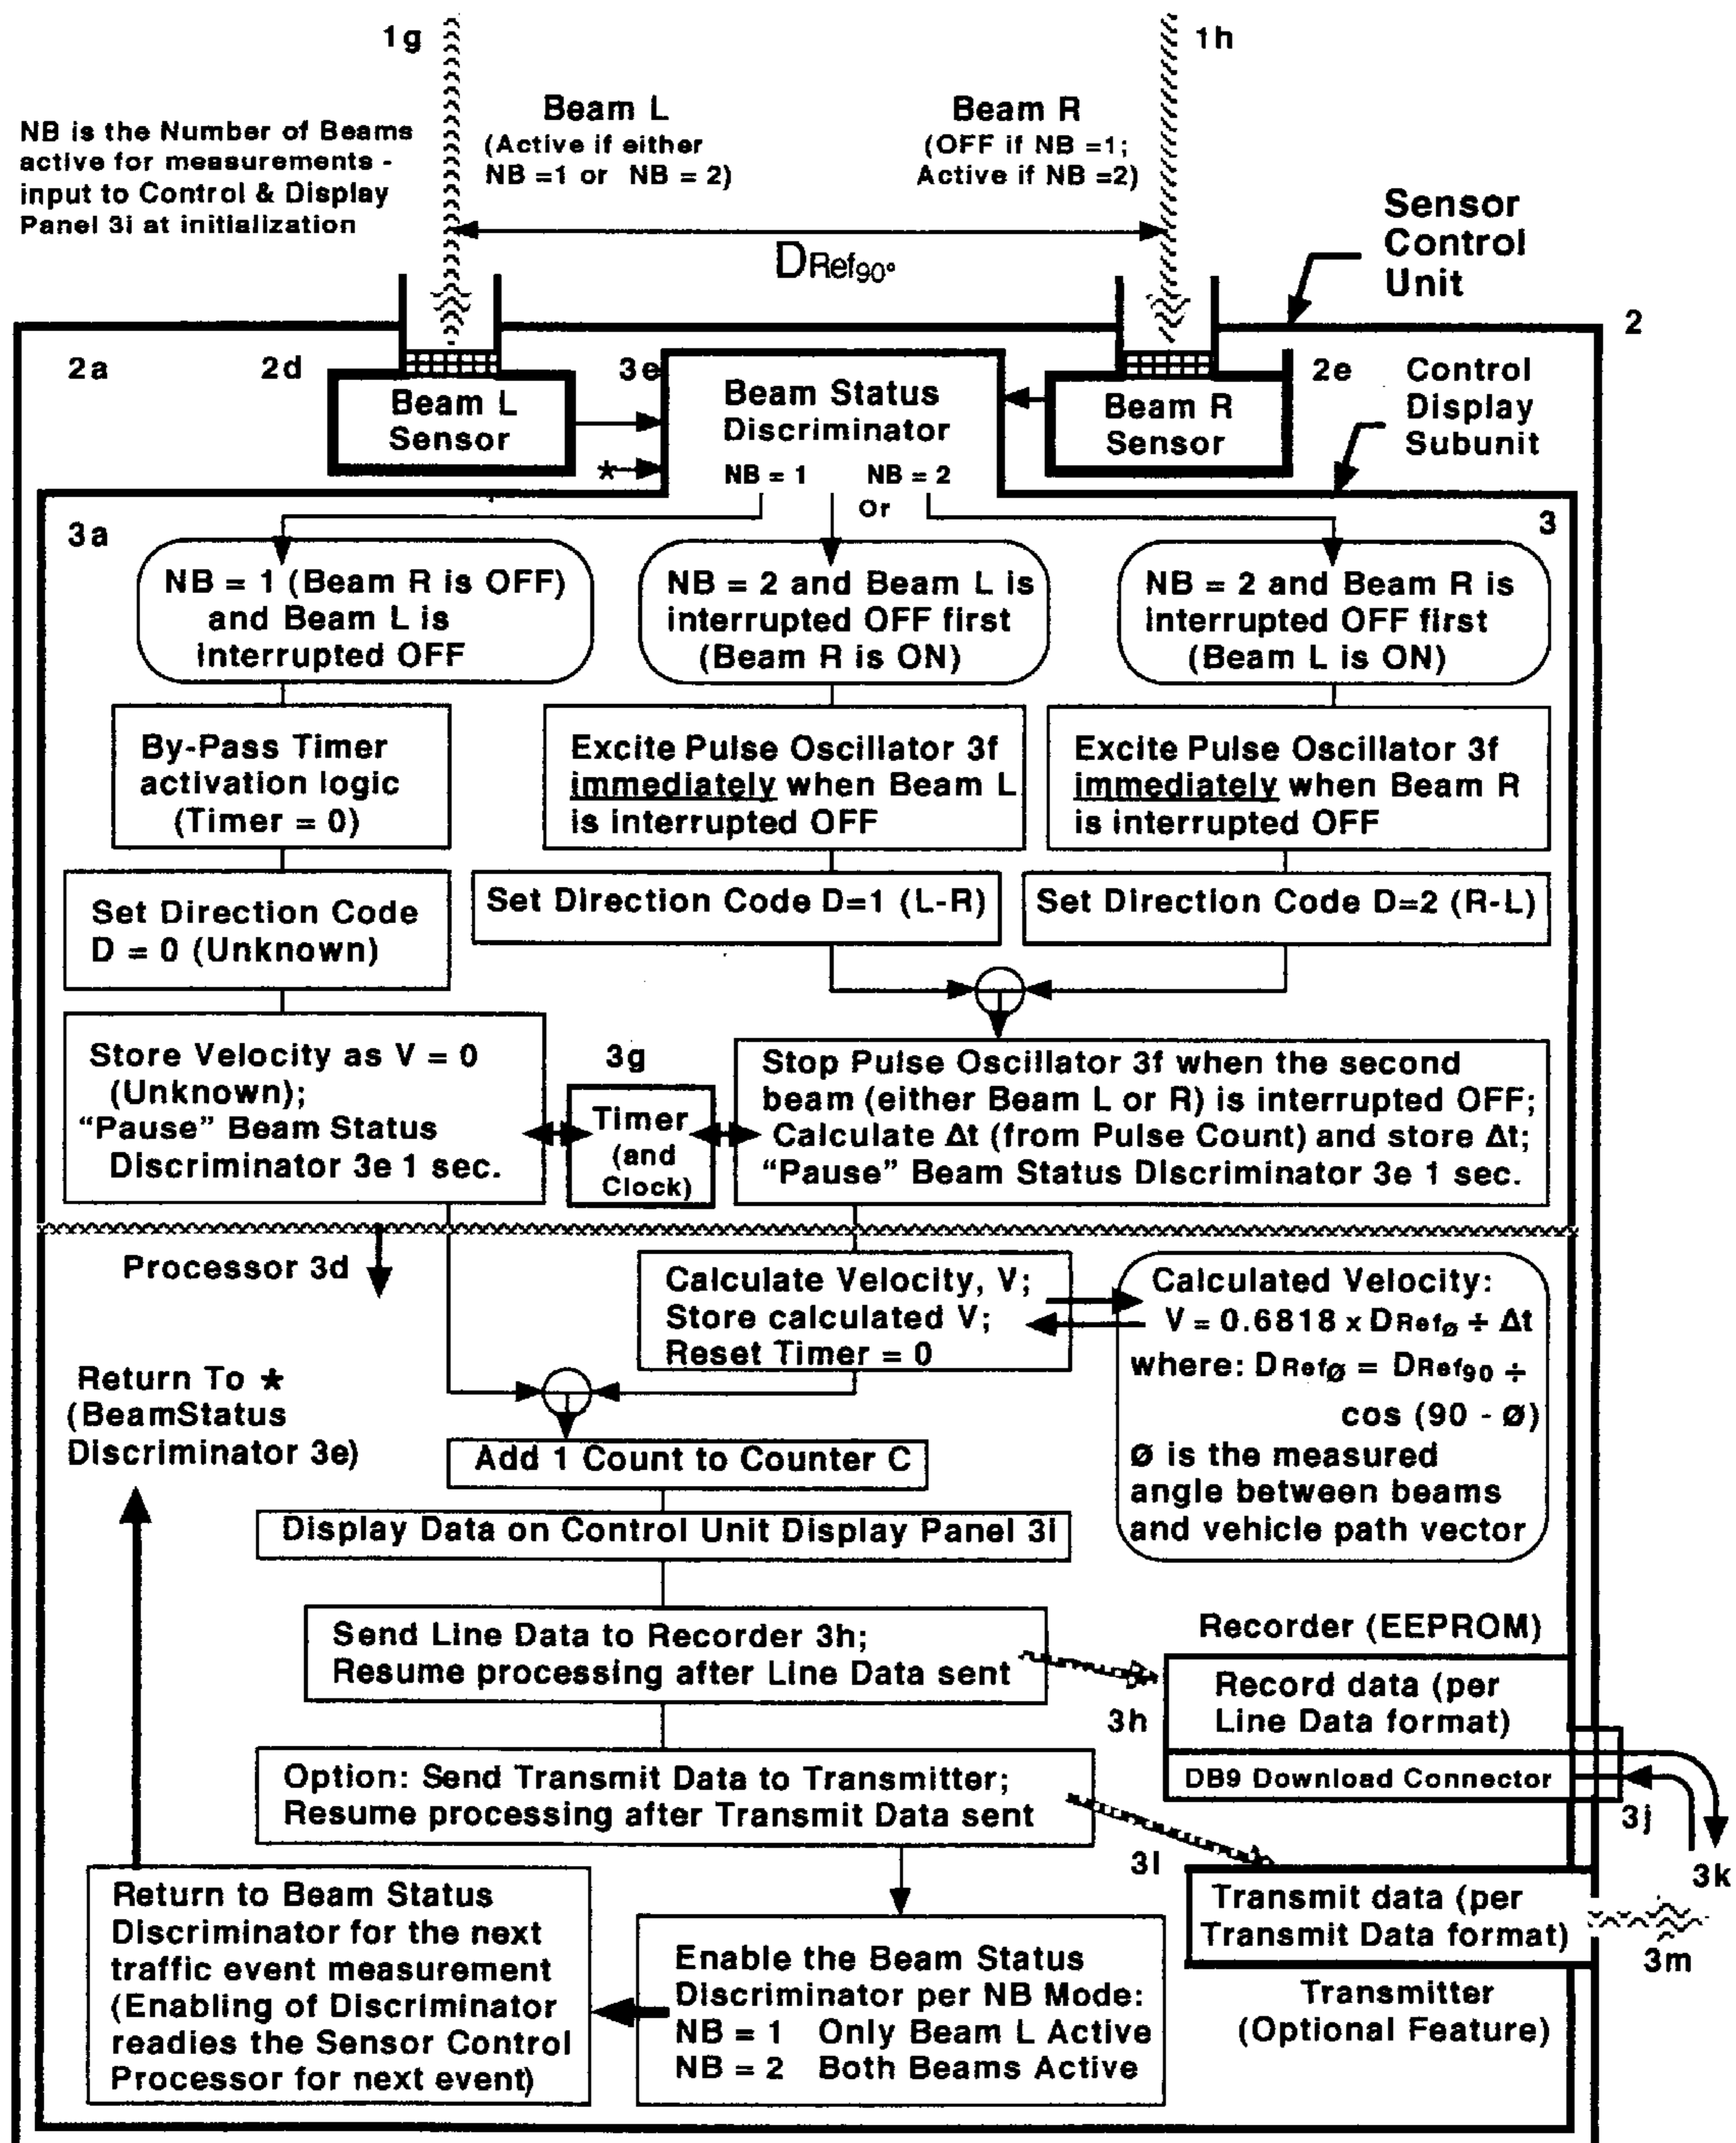 1g
1h
NB is the Number of Beams
active for measurements -
input to Control & Display
Panel 3i at initialization
Beam L
(Active if either
NB =1 or NB = 2)
Beam R
(OFF if NB =1;
Active if NB =2)
DRef90°
Sensor
Control
Unit
2
2a
2d
Beam L
Sensor
3e
Beam Status
Discriminator
NB = 1 NB = 2
*
or
Beam R
Sensor
2e
Control
Display
Subunit
3a
3
NB = 1 (Beam R is OFF)
and Beam L is
interrupted OFF
NB = 2 and Beam L is
interrupted OFF first
(Beam R is ON)
NB = 2 and Beam R is
interrupted OFF first
(Beam L is ON)
By-Pass Timer
activation logic
(Timer = 0)
Excite Pulse Oscillator 3f
immediately when Beam L
is interrupted OFF
Excite Pulse Oscillator 3f
immediately when Beam R
is interrupted OFF
Set Direction Code
D = 0 (Unknown)
Set Direction Code D=1 (L-R)
Set Direction Code D=2 (R-L)
Store Velocity as V = 0
(Unknown);
“Pause” Beam Status
Discriminator 3e 1 sec.
3g
Timer
(and
Clock)
Stop Pulse Oscillator 3f when the second
beam (either Beam L or R) is interrupted OFF;
Calculate Δt (from Pulse Count) and store Δt;
“Pause” Beam Status Discriminator 3e 1 sec.
Processor 3d
Calculate Velocity, V;
Store calculated V;
Reset Timer = 0
Calculated Velocity:
V = 0.6818 x DRefø ÷ Δt
where: DRefø = DRef90 ÷
cos (90 - ø)
ø is the measured
angle between beams
and vehicle path vector
Return To *
(BeamStatus
Discriminator 3e)
Add 1 Count to Counter C
Display Data on Control Unit Display Panel 3i
Send Line Data to Recorder 3h;
Resume processing after Line Data sent
Recorder (EEPROM)
Record data (per
Line Data format)
3h
DB9 Download Connector
3j
3k
Option: Send Transmit Data to Transmitter;
Resume processing after Transmit Data sent
3l
Transmit data (per
Transmit Data format)
3m
Transmitter
(Optional Feature)
Return to Beam Status
Discriminator for the next
traffic event measurement
(Enabling of Discriminator
readies the Sensor Control
Processor for next event)
Enable the Beam Status
Discriminator per NB Mode:
NB = 1 Only Beam L Active
NB = 2 Both Beams Active